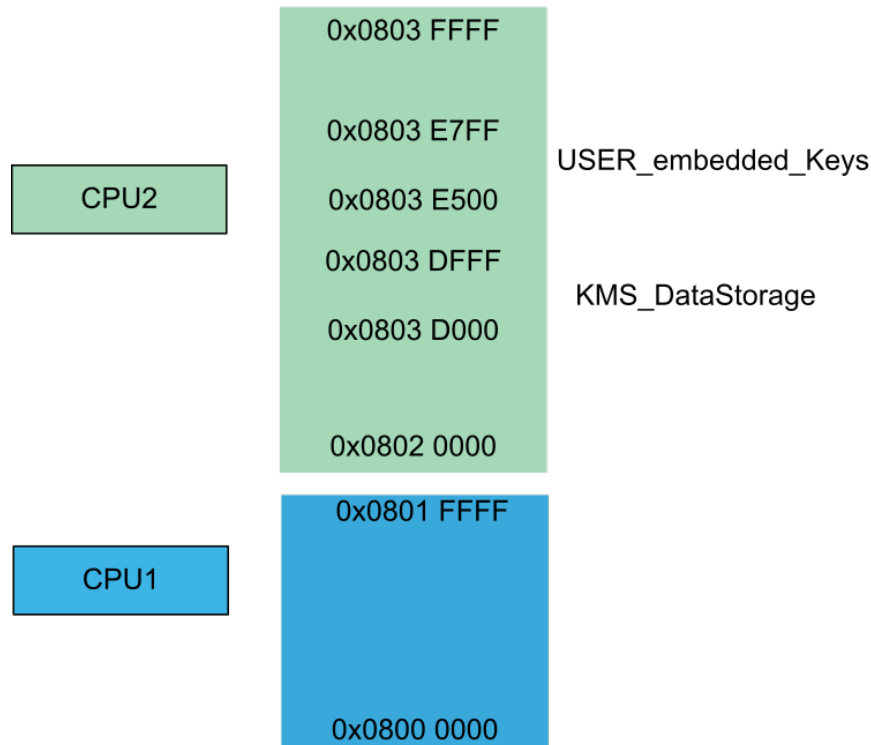 0x0803 FFFF
0x0803 E7FF
USER_embedded_Keys
CPU2
0x0803 E500
0x0803 DFFF
KMS_DataStorage
0x0803 D000
0x0802 0000
0x0801 FFFF
CPU1
0x0800 0000